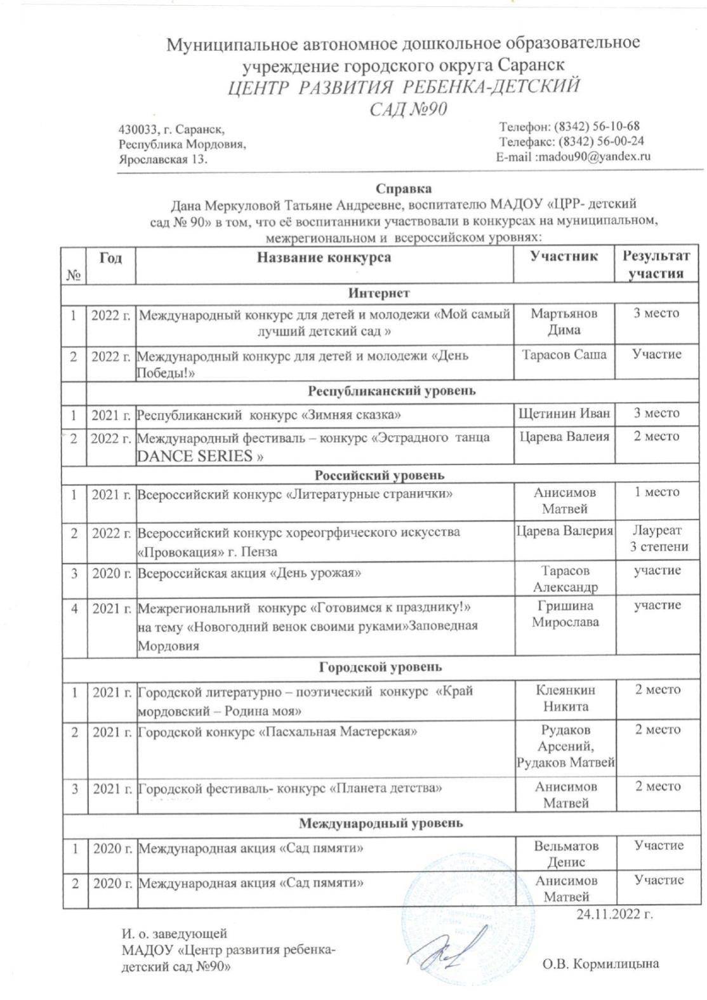 Муниципальное автономное дошкольное образовательное
учреждение городского округа Саранск
ЦЕНТР РАЗВИТИЯ РЕБЕНКА-ДЕТСКИЙ
САД №90
430033, г. Саранск,
Республика Мордовия,
Ярославская 13.
Телефон: (8342) 56-10-68
Телефакс: (8342) 56-00-24
E-mail :madou90@yandex.ru
Справка
Дана Меркуловой Татьяне Андреевне, воспитателю МАДОУ «ЦРР- детский
сад № 90» в том, что её воспитанники участвовали в конкурсах на муниципальном,
межрегиональном и всероссийском уровнях:
№ Год Название конкурса Участник Результат
участия
Интернет
1 2022 г. Международный конкурс для детей и молодежи «Мой самый Мартьянов 3 место
лучший детский сад » Дима
2 2022 г. Международный конкурс для детей и молодежи «День Тарасов Саша Участие
Победы!»
Республиканский уровень
1 2021 г. Республиканский конкурс «Зимняя сказка» Щетинин Иван 3 место
2 2022 г. Международный фестиваль – конкурс «Эстрадного танца Царева Валеия 2 место
DANCE SERIES »
Российский уровень
1 2021 г. Всероссийский конкурс «Литературные странички» Анисимов 1 место
Матвей
2 2022 г. Всероссийский конкурс хореогрфического искусства Царева Валерия Лауреат
«Провокация» г. Пенза 3 степени
3 2020 г. Всероссийская акция «День урожая» Тарасов участие
Александр
4 2021 г. Межрегиональний конкурс «Готовимся к празднику!» Гришина участие
на тему «Новогодний венок своими руками»Заповедная Мирослава
Мордовия
Городской уровень
1 2021 г. Городской литературно – поэтический конкурс «Край Клеянкин 2 место
мордовский – Родина моя» Никита
2 2021 г. Городской конкурс «Пасхальная Мастерская» Рудаков 2 место
Арсений,
Рудаков Матвей
3 2021 г. Городской фестиваль- конкурс «Планета детства» Анисимов 2 место
Матвей
Международный уровень
1 2020 г. Международная акция «Сад пямяти» Вельматов Участие
Денис
2 2020 г. Международная акция «Сад пямяти» Анисимов Участие
Матвей
24.11.2022 г.
И. о. заведующей
МАДОУ «Центр развития ребенка-
детский сад №90»
О.В. Кормилицына